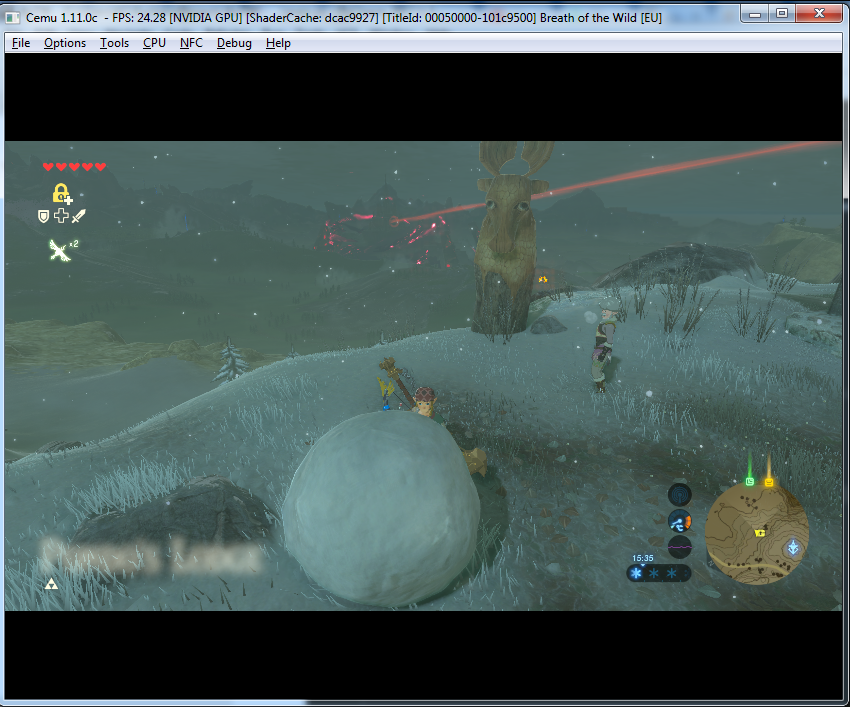 Cemu 1.11.0c - FPS: 24.28 [NVIDIA GPU] [ShaderCache: dcac9927] [TitleId: 00050000-101c9500] Breath of the Wild [EU]
File Options Tools CPU NFC Debug Help
x2
15:35